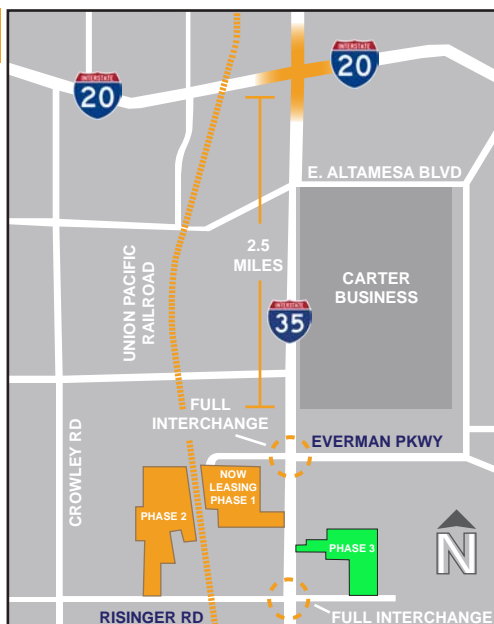 INTERSTATE
20
INTERSTATE
20
E. ALTAMESA BLVD
UNION PACIFIC
RAILROAD
2.5
MILES
CARTER
BUSINESS
INTERSTATE
35
CROWLEY RD
FULL
INTERCHANGE
EVERMAN PKWY
NOW
LEASING
PHASE 1
PHASE 2
PHASE 3
N
RISINGER RD
FULL INTERCHANGE